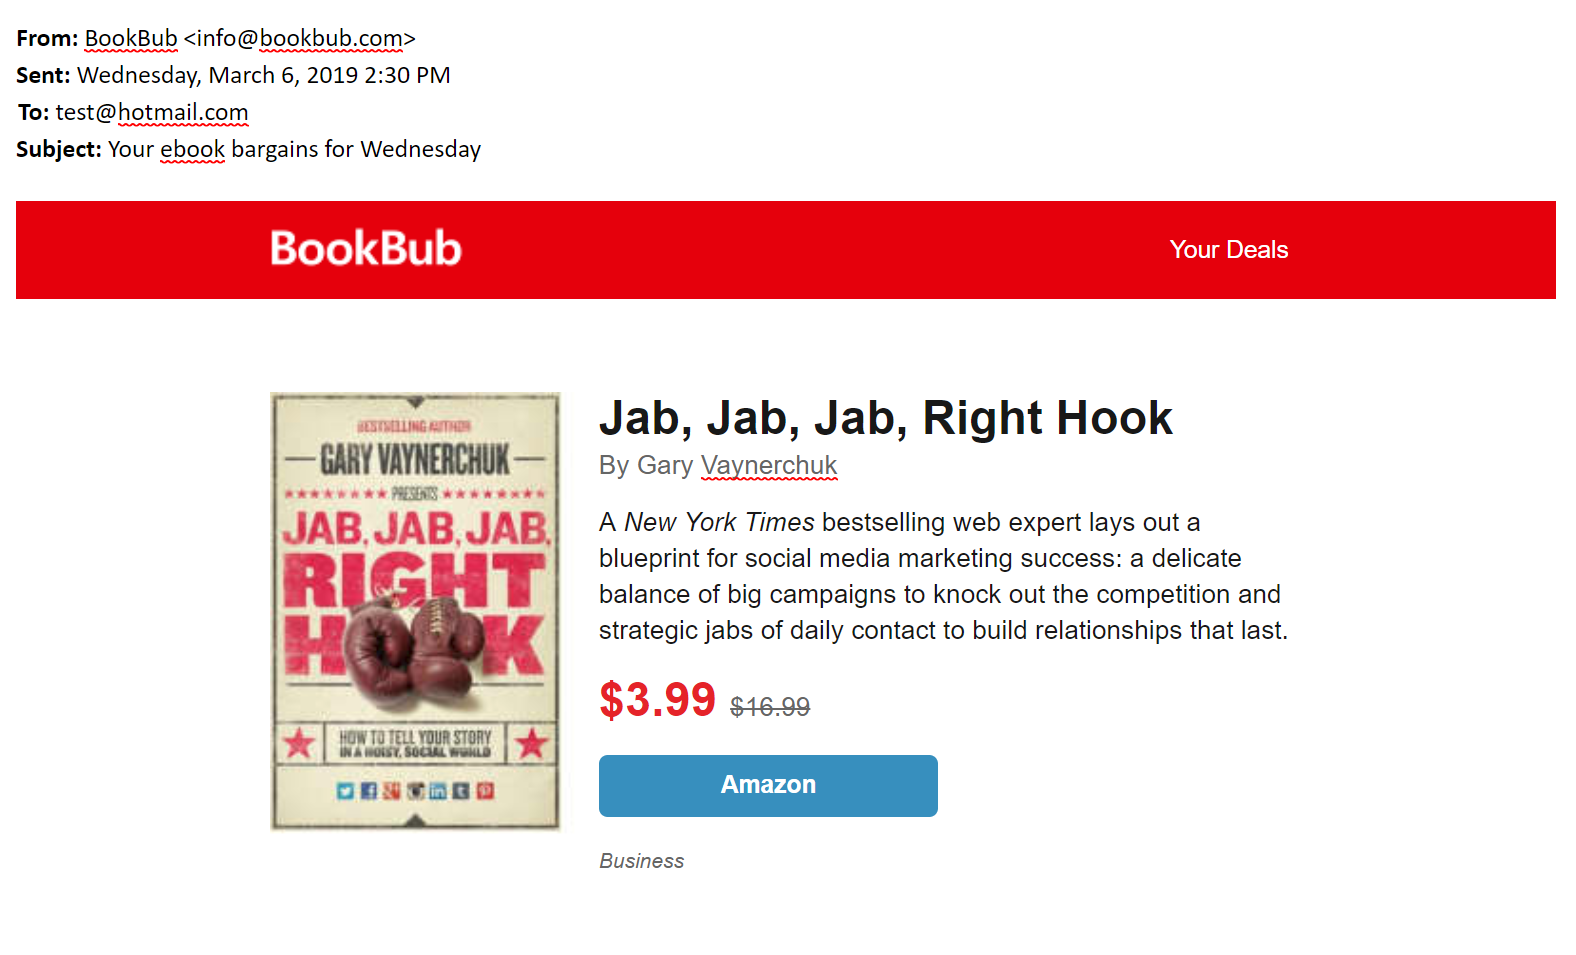 From: BookBub <info@bookbub.com>
Sent: Wednesday, March 6, 2019 2:30 PM
To: test@hotmail.com
Subject: Your ebook bargains for Wednesday
BookBub
Your Deals
BESTSELLING AUTHOR
GARY VAYNERCHUK
PRESENTS
JAB, JAB, JAB,
RIGHT
HOOK
HOW TO TELL YOUR STORY
IN A NOISY, SOCIAL WORLD
Jab, Jab, Jab, Right Hook
By Gary Vaynerchuk
A New York Times bestselling web expert lays out a
blueprint for social media marketing success: a delicate
balance of big campaigns to knock out the competition and
strategic jabs of daily contact to build relationships that last.
$3.99 $16.99
Amazon
Business